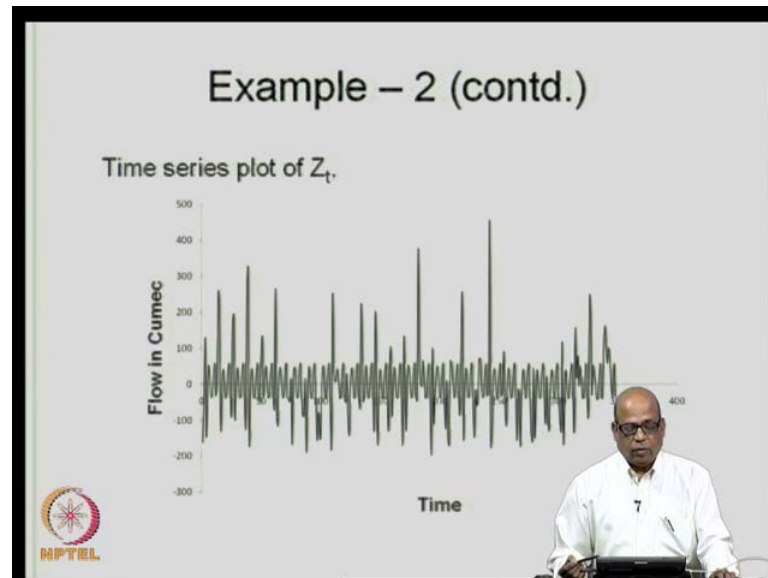 Example – 2 (contd.)
Time series plot of Zt.
500
400
300
200
100
0
-100
-200
-300
Flow in Cumec
400
Time
NPTEL